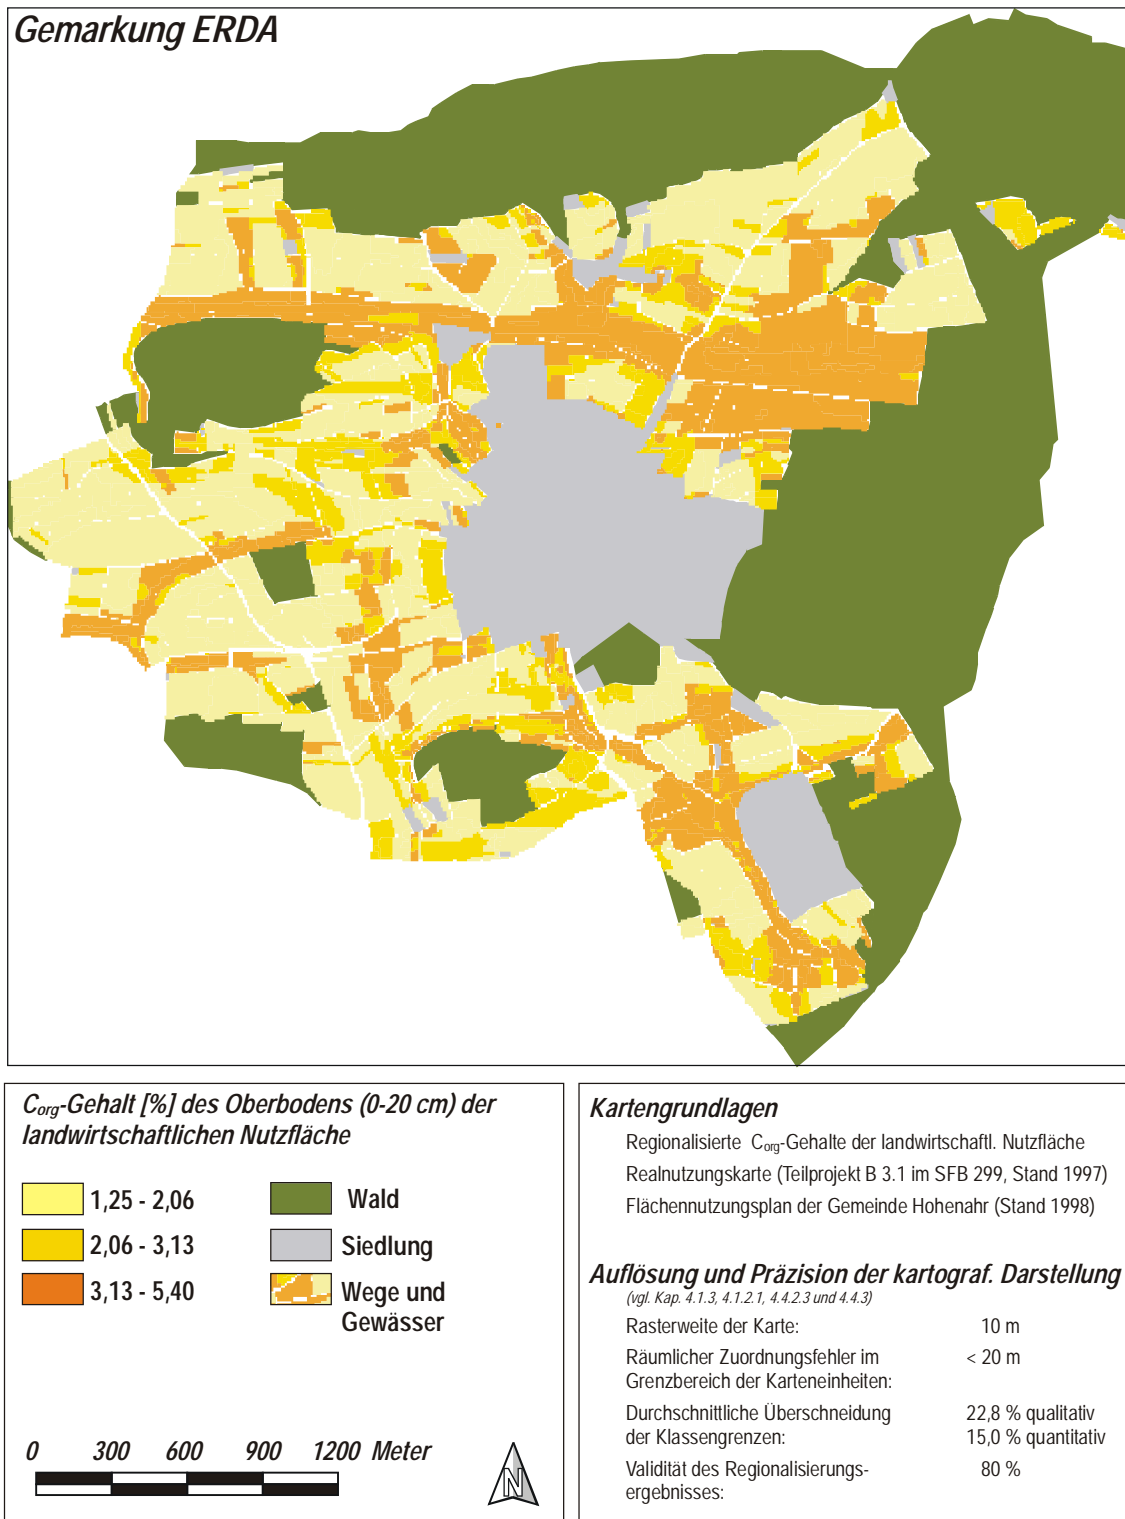 Gemarkung ERDA
Corg-Gehalt [%] des Oberbodens (0-20 cm) der
landwirtschaftlichen Nutzfläche
1,25 - 2,06
2,06 - 3,13
3,13 - 5,40
Wald
Siedlung
Wege und
Gewässer
0 300 600 900 1200 Meter
N
Kartengrundlagen
Regionalisierte Corg-Gehalte der landwirtschaftl. Nutzfläche
Realnutzungskarte (Teilprojekt B 3.1 im SFB 299, Stand 1997)
Flächennutzungsplan der Gemeinde Hohenahr (Stand 1998)
Auflösung und Präzision der kartograf. Darstellung
(vgl. Kap. 4.1.3, 4.1.2.1, 4.4.2.3 und 4.4.3)
Rasterweite der Karte: 10 m
Räumlicher Zuordnungsfehler im < 20 m
Grenzbereich der Karteneinheiten:
Durchschnittliche Überschneidung 22,8 % qualitativ
der Klassengrenzen: 15,0 % quantitativ
Validität des Regionalisierungs- 80 %
ergebnisses: